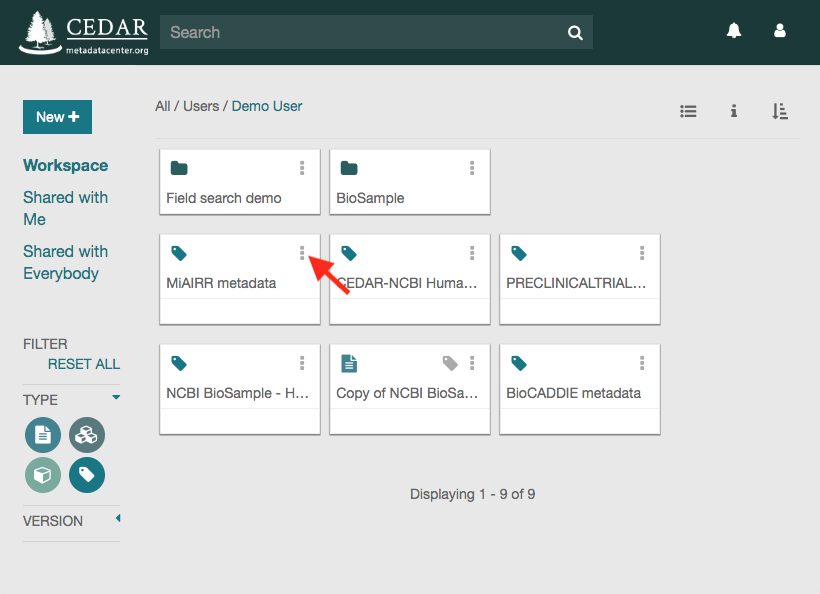 CEDAR
metadatacenter.org
Search
New +
All / Users / Demo User
Workspace
Shared with
Me
Shared with
Everybody
Field search demo
BioSample
MiAIRR metadata
CEDAR-NCBI Huma...
PRECLINICALTRIAL...
FILTER
RESET ALL
TYPE
NCBI BioSample - H...
Copy of NCBI BioSa...
BioCADDIE metadata
Displaying 1 - 9 of 9
VERSION